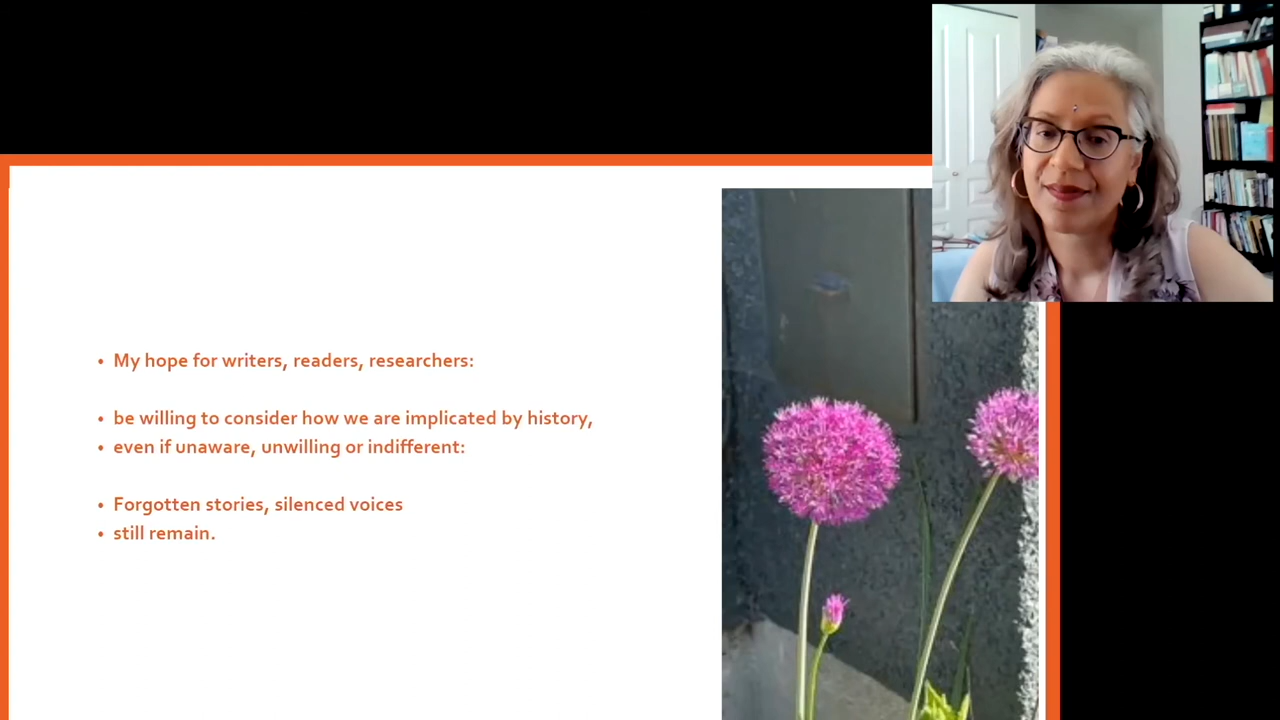 • My hope for writers, readers, researchers:
• be willing to consider how we are implicated by history,
• even if unaware, unwilling or indifferent:
• Forgotten stories, silenced voices
• still remain.